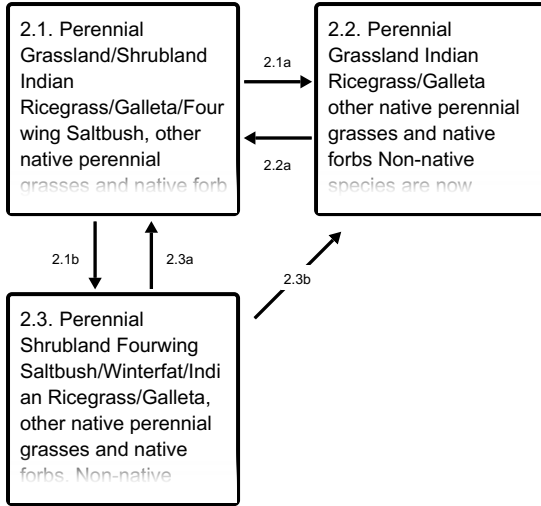 2.1. Perennial
Grassland/Shrubland
Indian
Ricegrass/Galleta/Four
wing Saltbush, other
native perennial
grasses and native forb
2.1a
2.2a
2.2. Perennial
Grassland Indian
Ricegrass/Galleta
other native perennial
grasses and native
forbs Non-native
species are now
2.1b
2.3a
2.3b
2.3. Perennial
Shrubland Fourwing
Saltbush/Winterfat/Indi
an Ricegrass/Galleta,
other native perennial
grasses and native
forbs. Non-native